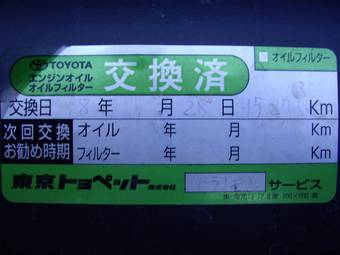 TOYOTA
エンジンオイル
オイルフィルター
交換済
■オイルフィルター
交換日 8年 月28日 Km
次回交換
お勧め時期
オイル 年 月 Km
フィルター 年 月 Km
東京トヨペット株式会社
サービス